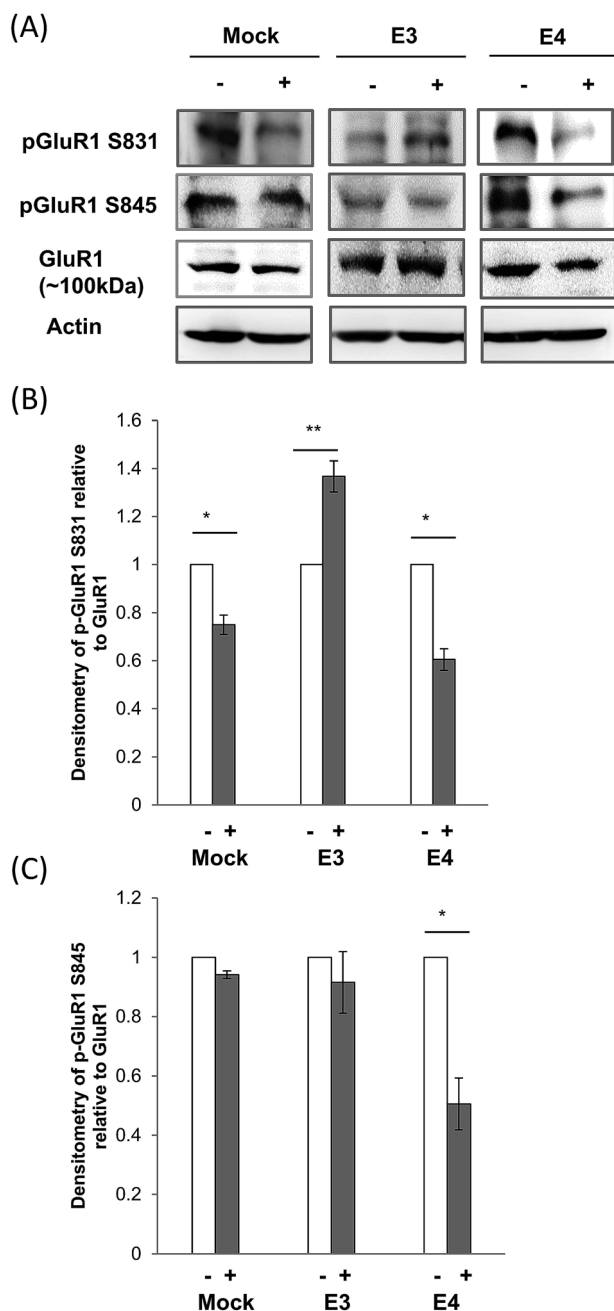 (A)
Mock E3 E4
- + - + - +
pGluR1 S831
pGluR1 S845
GluR1
(~100kDa)
Actin
(B)
Densitometry of p-GluR1 S831 relative
to GluR1
1.6
1.4
1.2
1
0.8
0.6
0.4
0.2
0
* ** *
- + - + - +
Mock E3 E4
(C)
Densitometry of p-GluR1 S845
relative to GluR1
1.2
1
0.8
0.6
0.4
0.2
0
*
- + - + - +
Mock E3 E4